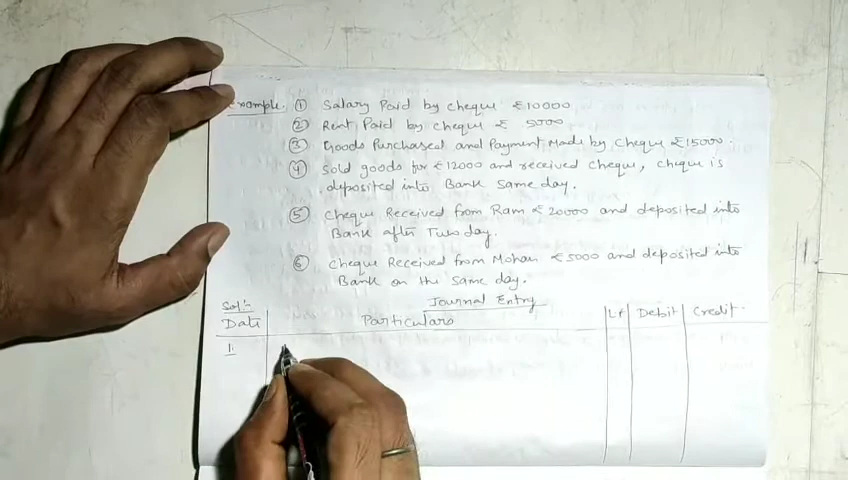 Example. ① Salary Paid by cheque ₹10000
② Rent Paid by cheque ₹ 5000
③ Goods Purchased and Payment Made by Cheque ₹15000.
④ Sold goods for ₹12000 and received cheque, cheque is
deposited into Bank Same day.
⑤ Cheque Received from Ram ₹20000 and deposited into
Bank after Two day.
⑥ Cheque Received from Mohan ₹5000 and deposited into
Bank on the Same day.
Sol:-
Journal Entry
Date Particulars L.F Debit Credit.
1